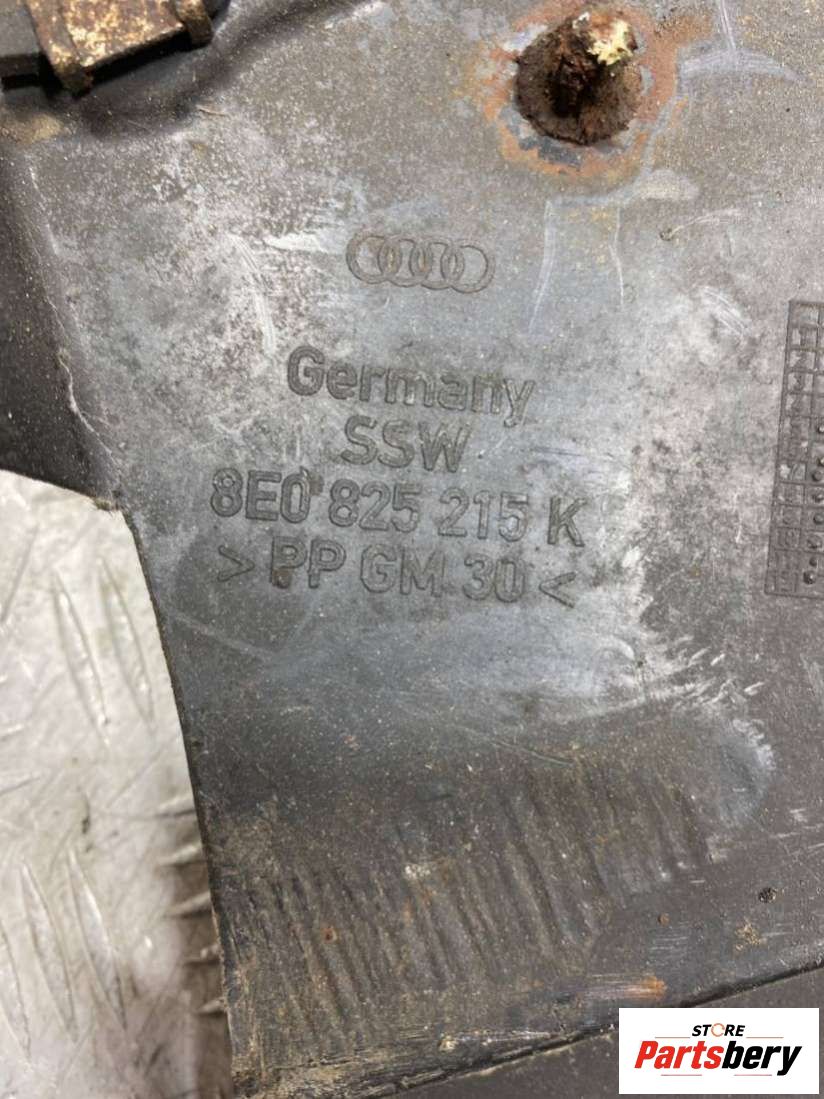 Germany
SSW
8E0 825 215 K
> PP GM 30 <
STORE
Partsbery